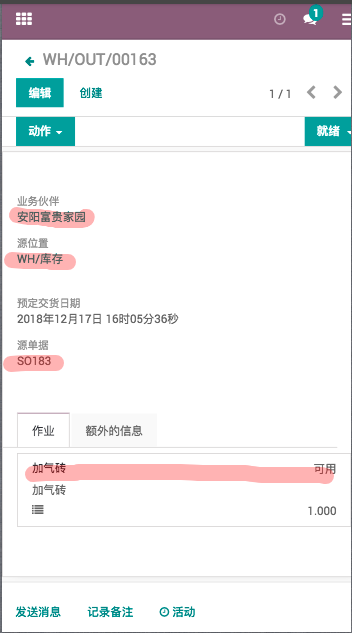 1
WH/OUT/00163
编辑 创建 1 / 1
动作 就绪
业务伙伴
安阳富贵家园
源位置
WH/库存
预定交货日期
2018年12月17日 16时05分36秒
源单据
SO183
作业 额外的信息
加气砖 可用
加气砖
1.000
发送消息 记录备注 活动